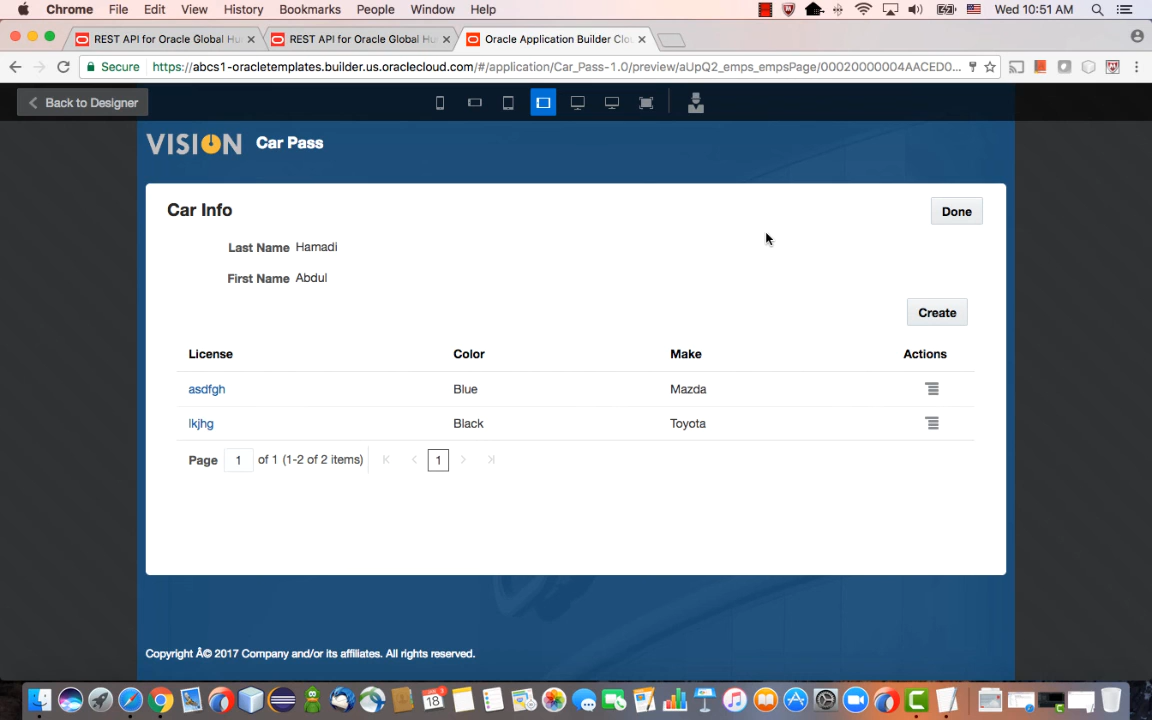 Chrome File Edit View History Bookmarks People Window Help Wed 10:51 AM
REST API for Oracle Global Hu REST API for Oracle Global Hu Oracle Application Builder Clo
Secure https://abcs1-oracletemplates.builder.us.oraclecloud.com/#/application/Car_Pass-1.0/preview/aUpQ2_emps_empsPage/00020000004AACED0...
Back to Designer
VISION Car Pass
Car Info
Done
Last Name Hamadi
First Name Abdul
Create
License Color Make Actions
asdfgh Blue Mazda
lkjhg Black Toyota
Page 1 of 1 (1-2 of 2 items) 1
Copyright Â© 2017 Company and/or its affiliates. All rights reserved.
18